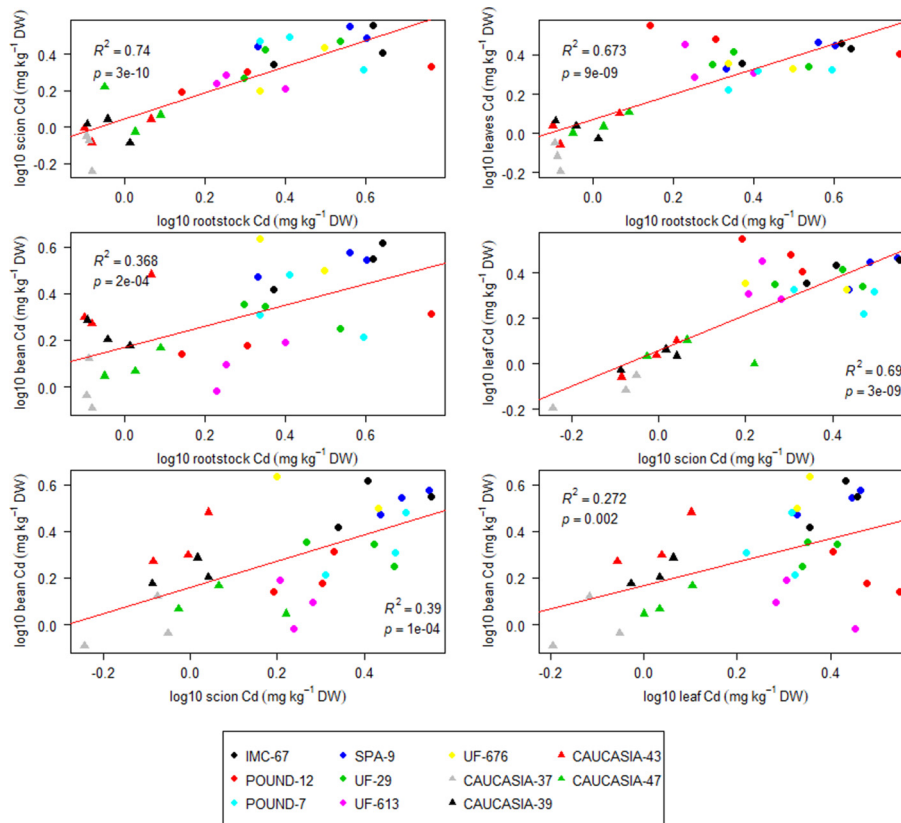 R² = 0.74
p = 3e-10
log10 scion Cd (mg kg⁻¹ DW)
-0.2
0.0
0.2
0.4
0.0 0.2 0.4 0.6
log10 rootstock Cd (mg kg⁻¹ DW)
R² = 0.673
p = 9e-09
log10 leaves Cd (mg kg⁻¹ DW)
-0.2
0.0
0.2
0.4
0.0 0.2 0.4 0.6
log10 rootstock Cd (mg kg⁻¹ DW)
R² = 0.368
p = 2e-04
log10 bean Cd (mg kg⁻¹ DW)
0.0
0.2
0.4
0.6
0.0 0.2 0.4 0.6
log10 rootstock Cd (mg kg⁻¹ DW)
R² = 0.69
p = 3e-09
log10 leaf Cd (mg kg⁻¹ DW)
-0.2
0.0
0.2
0.4
-0.2 0.0 0.2 0.4
log10 scion Cd (mg kg⁻¹ DW)
R² = 0.39
p = 1e-04
log10 bean Cd (mg kg⁻¹ DW)
0.0
0.2
0.4
0.6
-0.2 0.0 0.2 0.4
log10 scion Cd (mg kg⁻¹ DW)
R² = 0.272
p = 0.002
log10 bean Cd (mg kg⁻¹ DW)
0.0
0.2
0.4
0.6
-0.2 0.0 0.2 0.4
log10 leaf Cd (mg kg⁻¹ DW)
IMC-67 SPA-9 UF-676 CAUCASIA-43
POUND-12 UF-29 CAUCASIA-37 CAUCASIA-47
POUND-7 UF-613 CAUCASIA-39